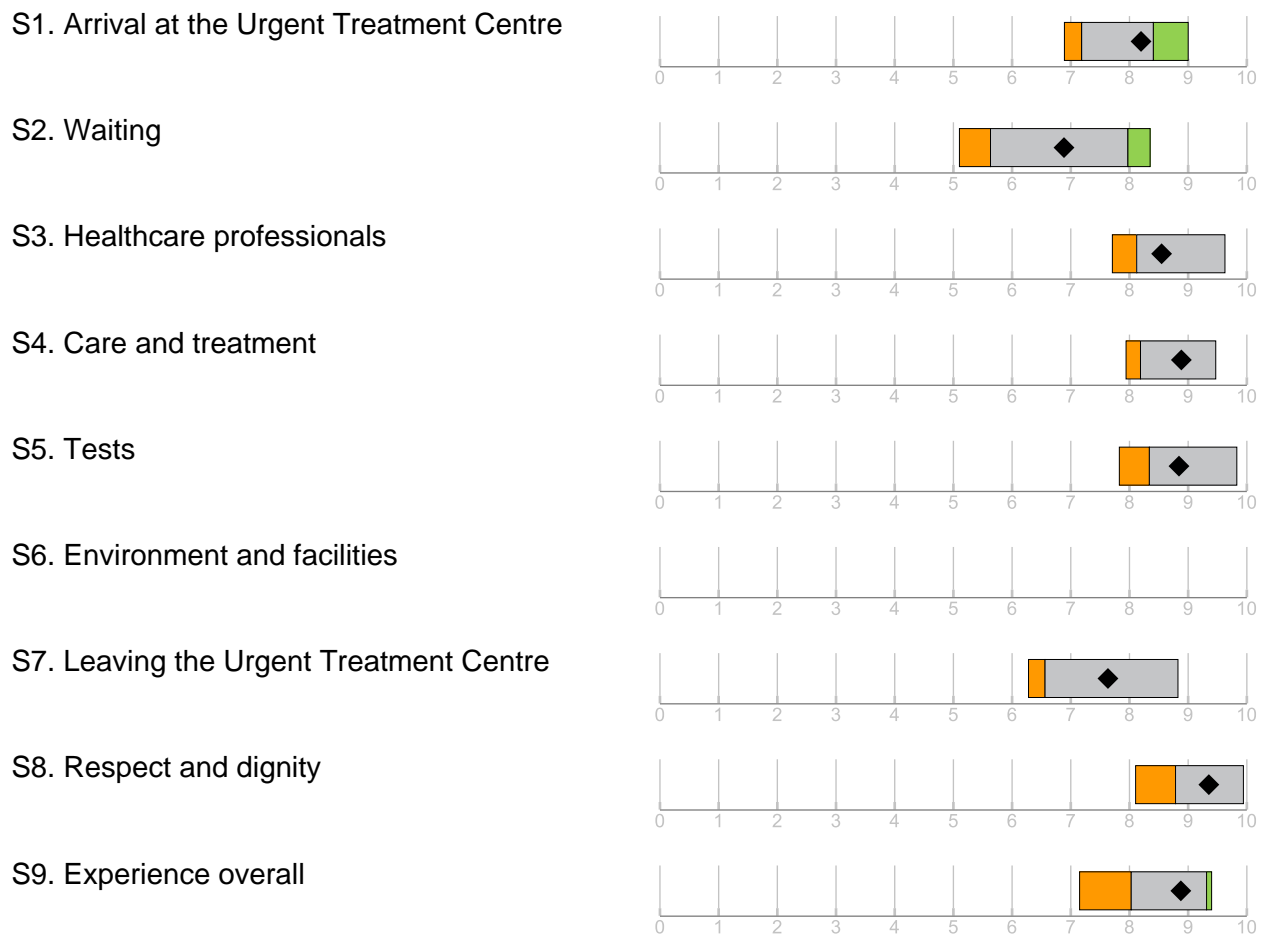 S1. Arrival at the Urgent Treatment Centre
0 1 2 3 4 5 6 7 8 9 10
S2. Waiting
0 1 2 3 4 5 6 7 8 9 10
S3. Healthcare professionals
0 1 2 3 4 5 6 7 8 9 10
S4. Care and treatment
0 1 2 3 4 5 6 7 8 9 10
S5. Tests
0 1 2 3 4 5 6 7 8 9 10
S6. Environment and facilities
0 1 2 3 4 5 6 7 8 9 10
S7. Leaving the Urgent Treatment Centre
0 1 2 3 4 5 6 7 8 9 10
S8. Respect and dignity
0 1 2 3 4 5 6 7 8 9 10
S9. Experience overall
0 1 2 3 4 5 6 7 8 9 10